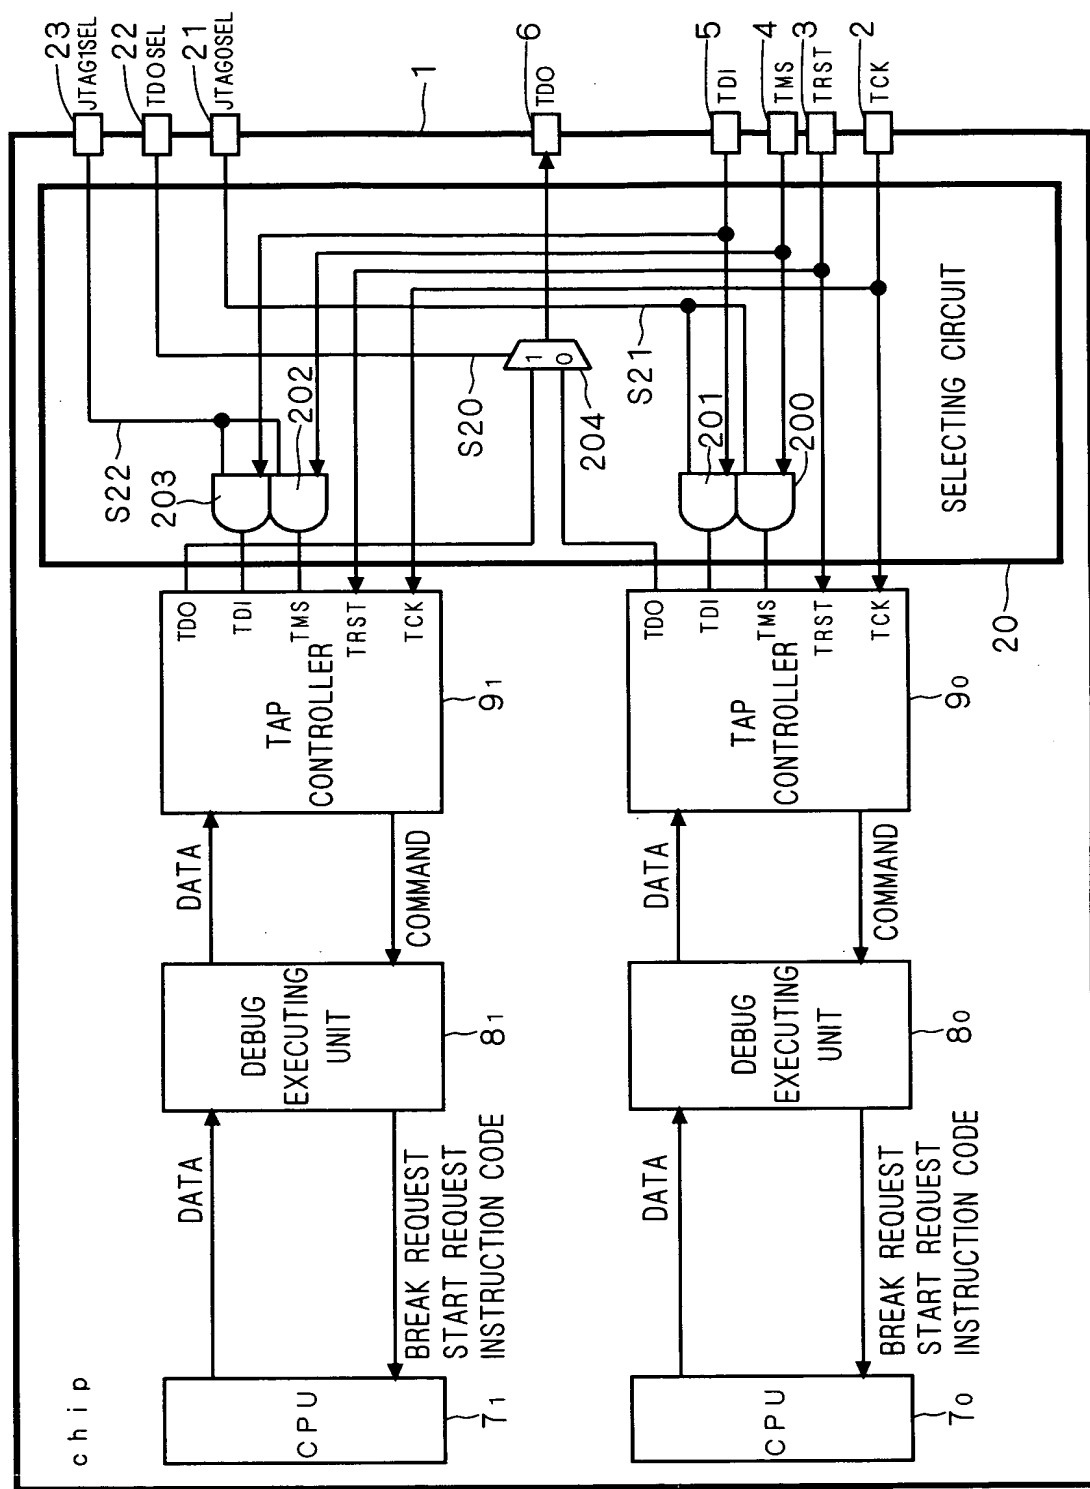 chip
CPU
7₁
DATA
BREAK REQUEST
START REQUEST
INSTRUCTION CODE
DEBUG
EXECUTING
UNIT
8₁
DATA
COMMAND
TAP
CONTROLLER
9₁
TDO
TDI
TMS
TRST
TCK
203
S22
202
S20
JTAG1SEL
23
TDOSEL
22
JTAG0SEL
21
1
1
0
204
TDO
6
CPU
7₀
DATA
BREAK REQUEST
START REQUEST
INSTRUCTION CODE
DEBUG
EXECUTING
UNIT
8₀
DATA
COMMAND
TAP
CONTROLLER
9₀
TDO
TDI
TMS
TRST
TCK
S21
201
200
TDI
5
TMS
4
TRST
3
TCK
2
SELECTING CIRCUIT
20